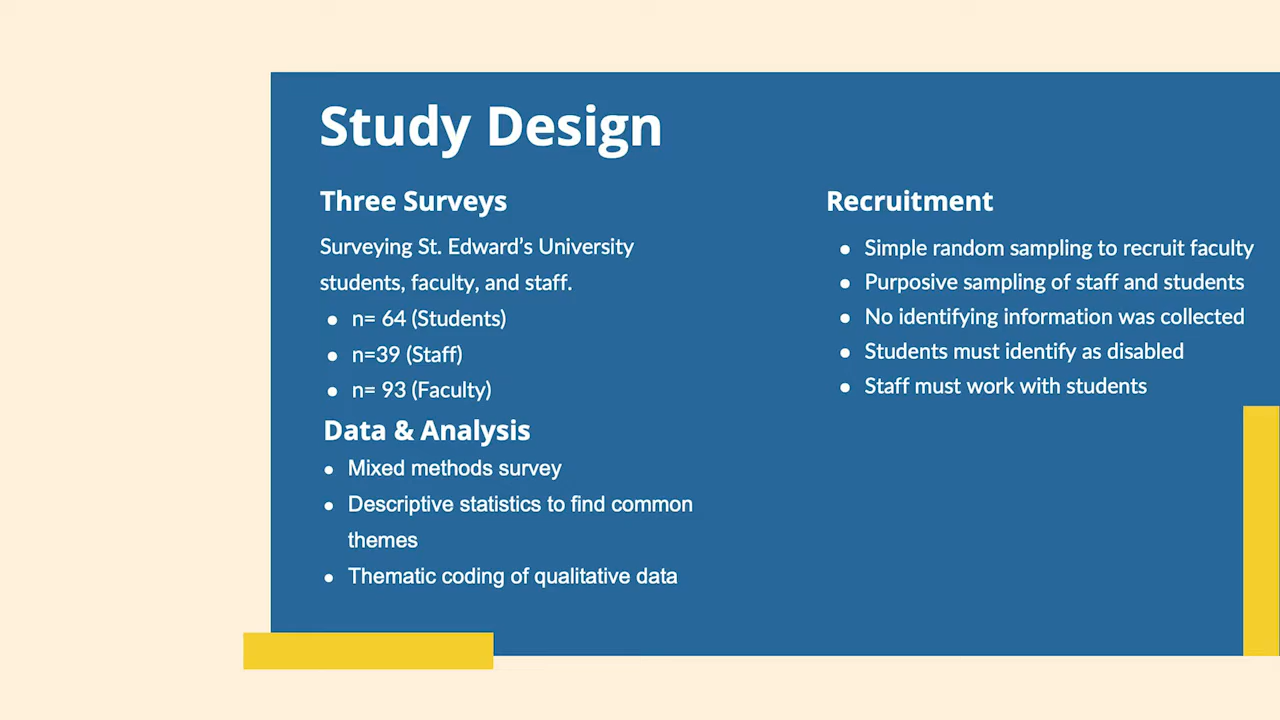 Study Design
Three Surveys
Surveying St. Edward’s University
students, faculty, and staff.
● n= 64 (Students)
● n=39 (Staff)
● n= 93 (Faculty)
Data & Analysis
● Mixed methods survey
● Descriptive statistics to find common
themes
● Thematic coding of qualitative data
Recruitment
● Simple random sampling to recruit faculty
● Purposive sampling of staff and students
● No identifying information was collected
● Students must identify as disabled
● Staff must work with students